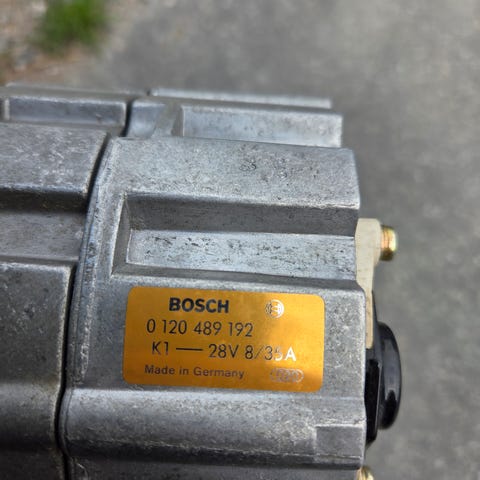 BOSCH
0 120 489 192
K1 — 28V 8/35A
Made in Germany